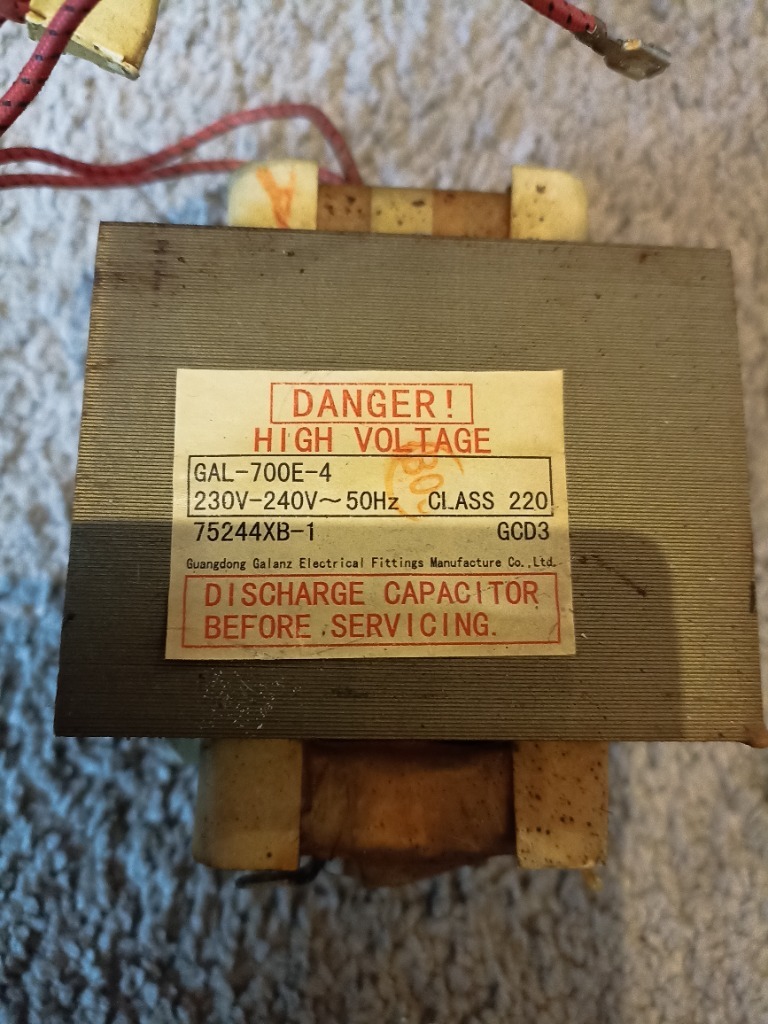 DANGER!
HIGH VOLTAGE
GAL-700E-4
230V-240V~50Hz CLASS 220
75244XB-1 GCD3
Guangdong Galanz Electrical Fittings Manufacture Co.,Ltd.
DISCHARGE CAPACITOR
BEFORE SERVICING.